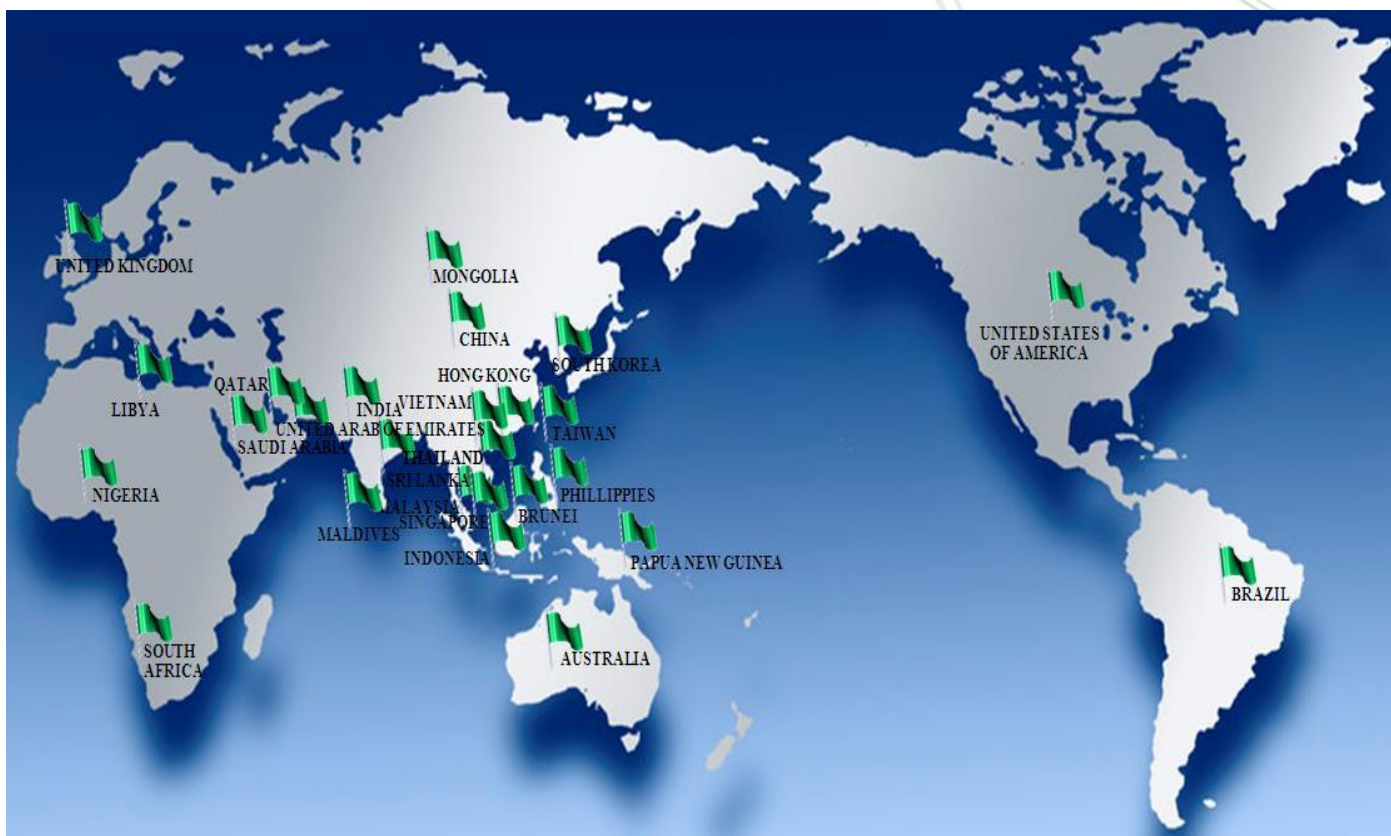 UNITED KINGDOM
MONGOLIA
CHINA
UNITED STATES
OF AMERICA
SOUTH KOREA
HONG KONG
QATAR
LIBYA
INDIA
VIETNAM
UNITED ARAB OF EMIRATES
TAIWAN
SAUDI ARABIA
THAILAND
SRI LANKA
NIGERIA
PHILLIPPIES
MALAYSIA
BRUNEI
SINGAPORE
MALDIVES
INDONESIA
PAPUA NEW GUINEA
BRAZIL
SOUTH
AFRICA
AUSTRALIA